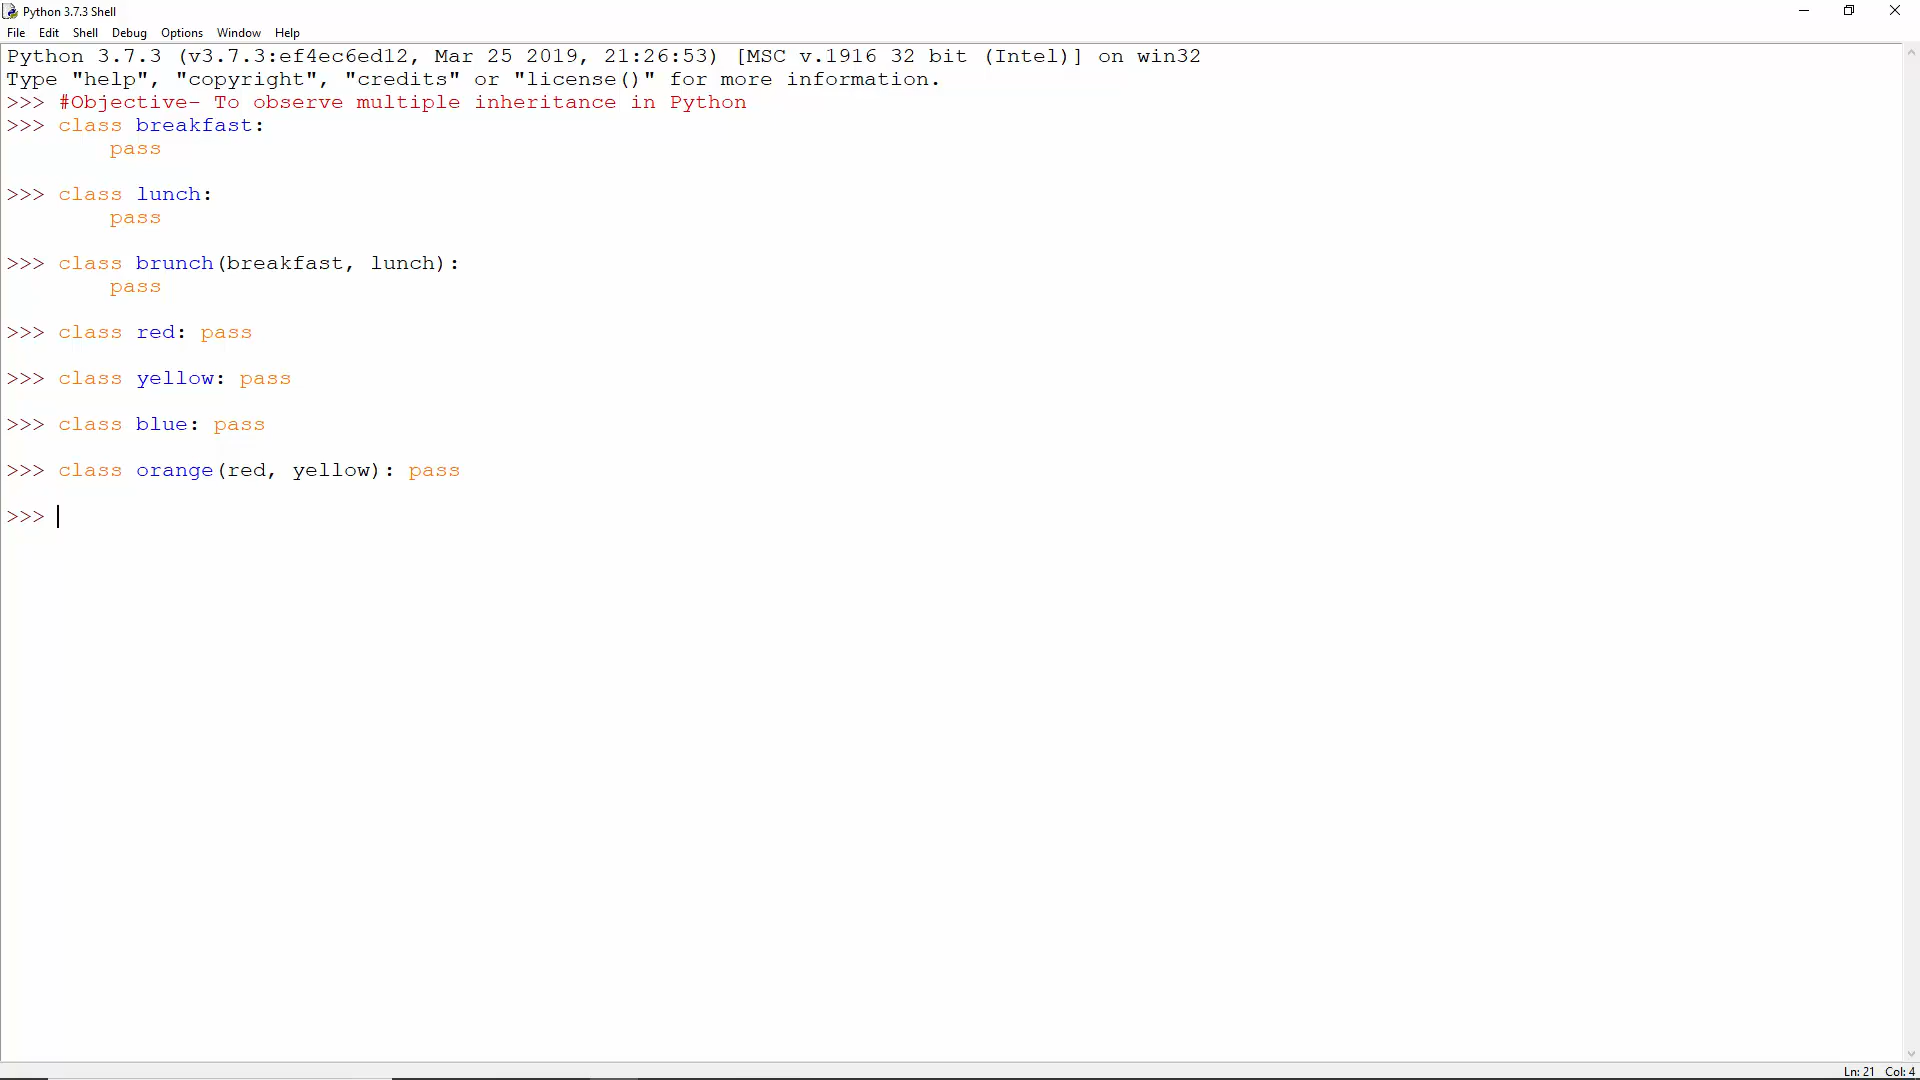 Python 3.7.3 Shell
File Edit Shell Debug Options Window Help
Python 3.7.3 (v3.7.3:ef4ec6ed12, Mar 25 2019, 21:26:53) [MSC v.1916 32 bit (Intel)] on win32
Type "help", "copyright", "credits" or "license()" for more information.
>>> #Objective- To observe multiple inheritance in Python
>>> class breakfast:
        pass
>>> class lunch:
        pass
>>> class brunch(breakfast, lunch):
        pass
>>> class red: pass
>>> class yellow: pass
>>> class blue: pass
>>> class orange(red, yellow): pass
>>>
Ln: 21 Col: 4